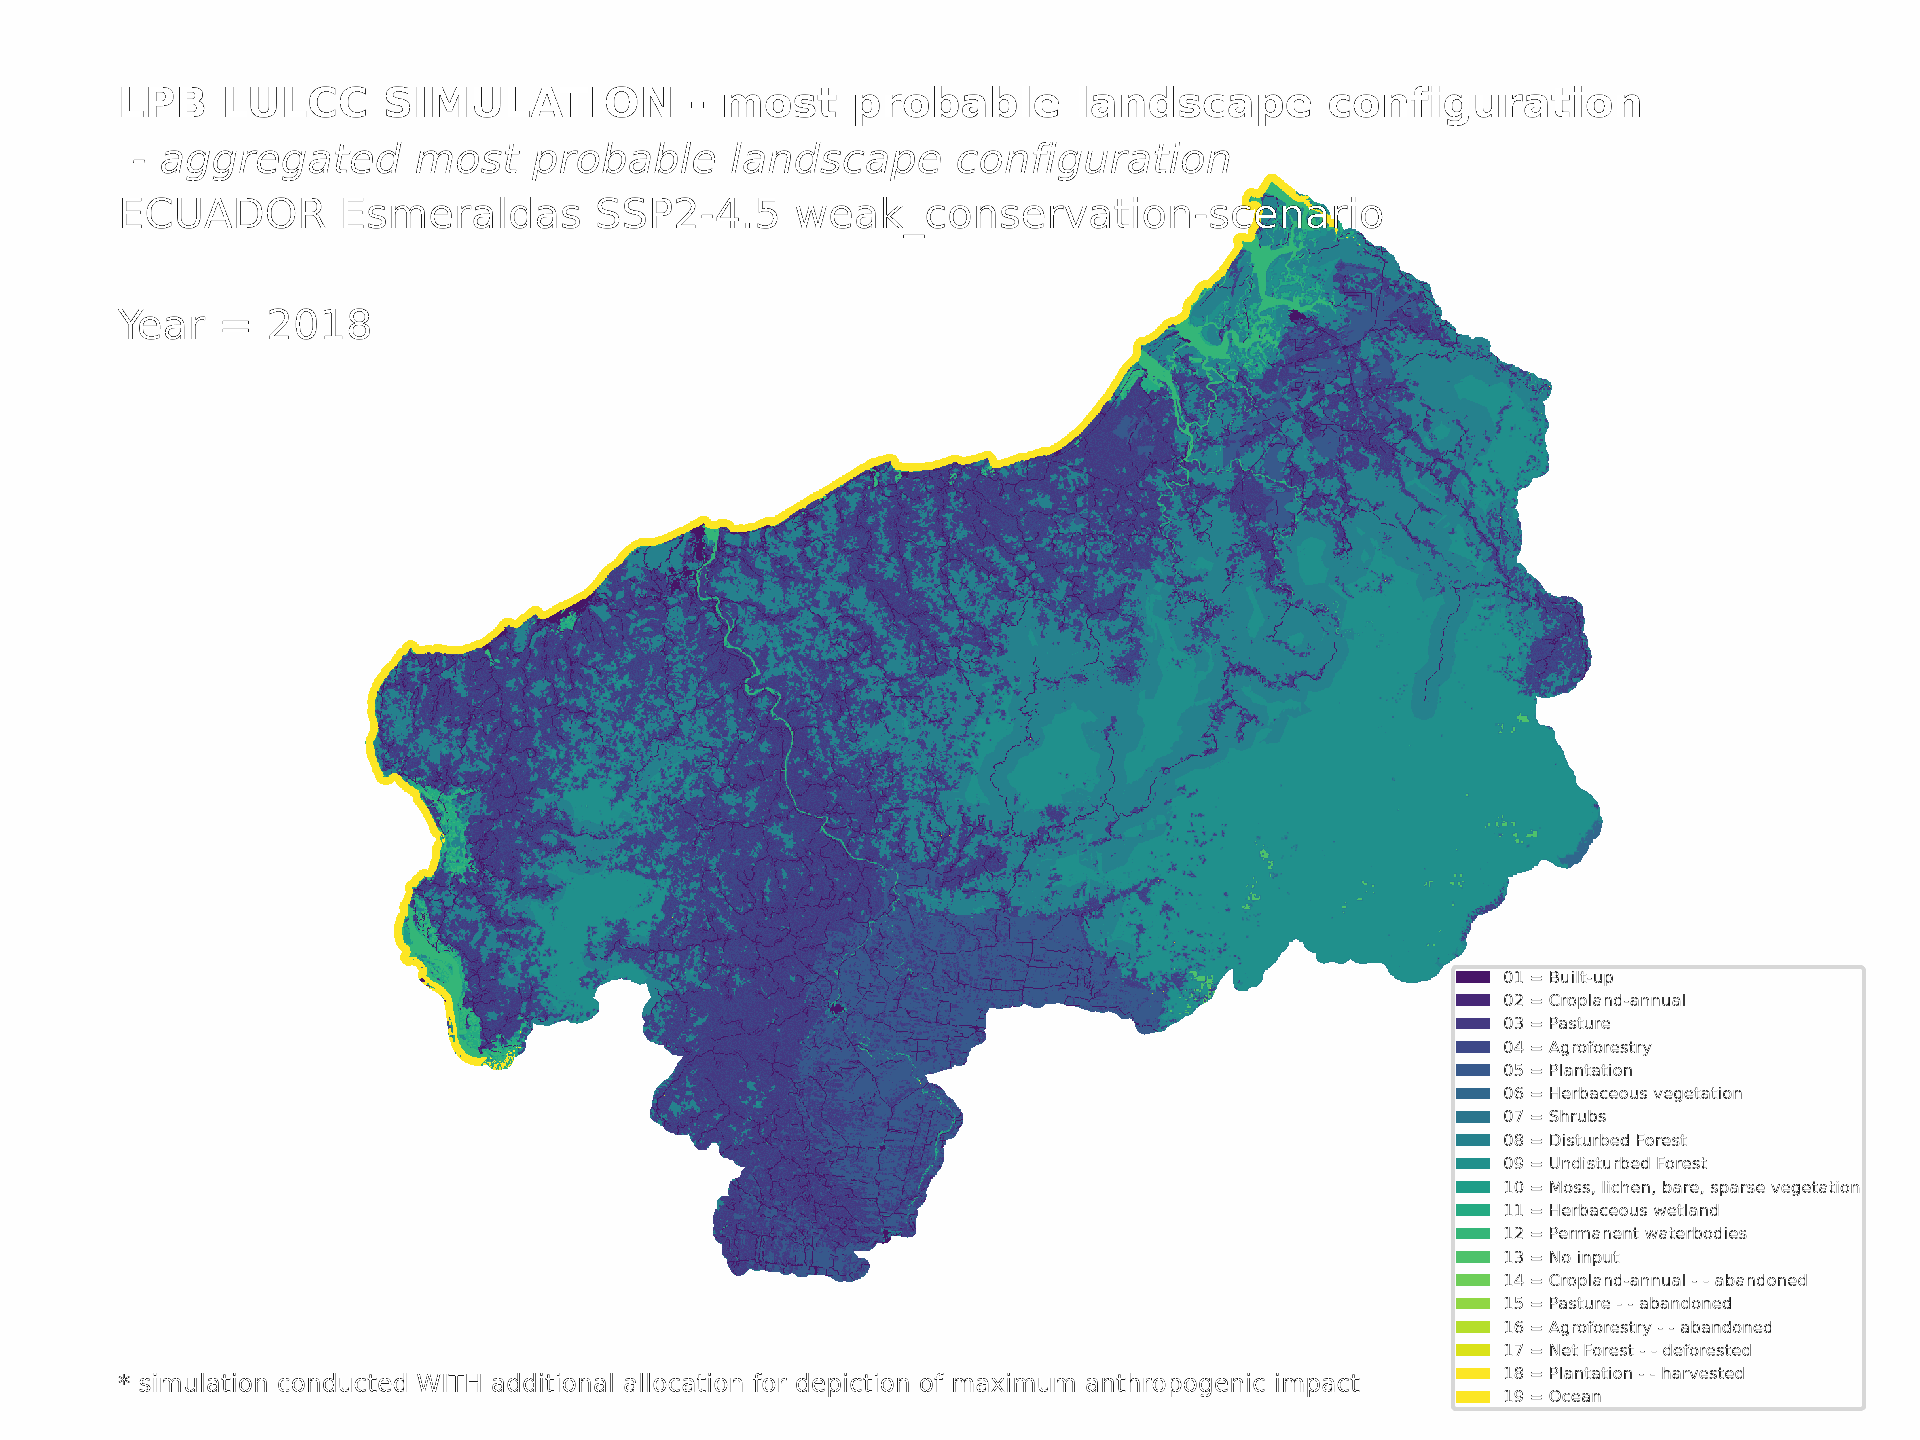 LPB LULCC SIMULATION - most probable landscape configuration
- aggregated most probable landscape configuration
ECUADOR Esmeraldas SSP2-4.5 weak_conservation-scenario
Year = 2018
01 = Built-up
02 = Cropland-annual
03 = Pasture
04 = Agroforestry
05 = Plantation
06 = Herbaceous vegetation
07 = Shrubs
08 = Disturbed Forest
09 = Undisturbed Forest
10 = Moss, lichen, bare, sparse vegetation
11 = Herbaceous wetland
12 = Permanent waterbodies
13 = No input
14 = Cropland-annual - - abandoned
15 = Pasture - - abandoned
16 = Agroforestry - - abandoned
17 = Net Forest - - deforested
18 = Plantation - - harvested
19 = Ocean
* simulation conducted WITH additional allocation for depiction of maximum anthropogenic impact